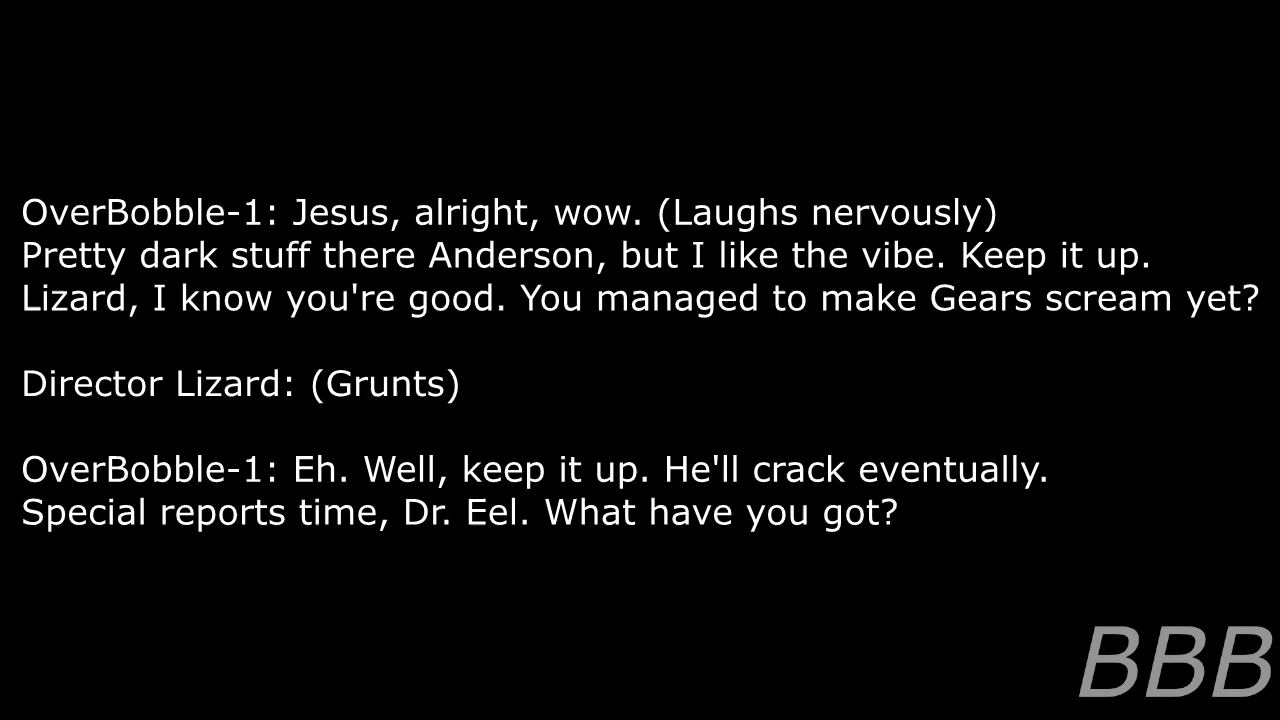 OverBobble-1: Jesus, alright, wow. (Laughs nervously)
Pretty dark stuff there Anderson, but I like the vibe. Keep it up.
Lizard, I know you're good. You managed to make Gears scream yet?
Director Lizard: (Grunts)
OverBobble-1: Eh. Well, keep it up. He'll crack eventually.
Special reports time, Dr. Eel. What have you got?
BBB